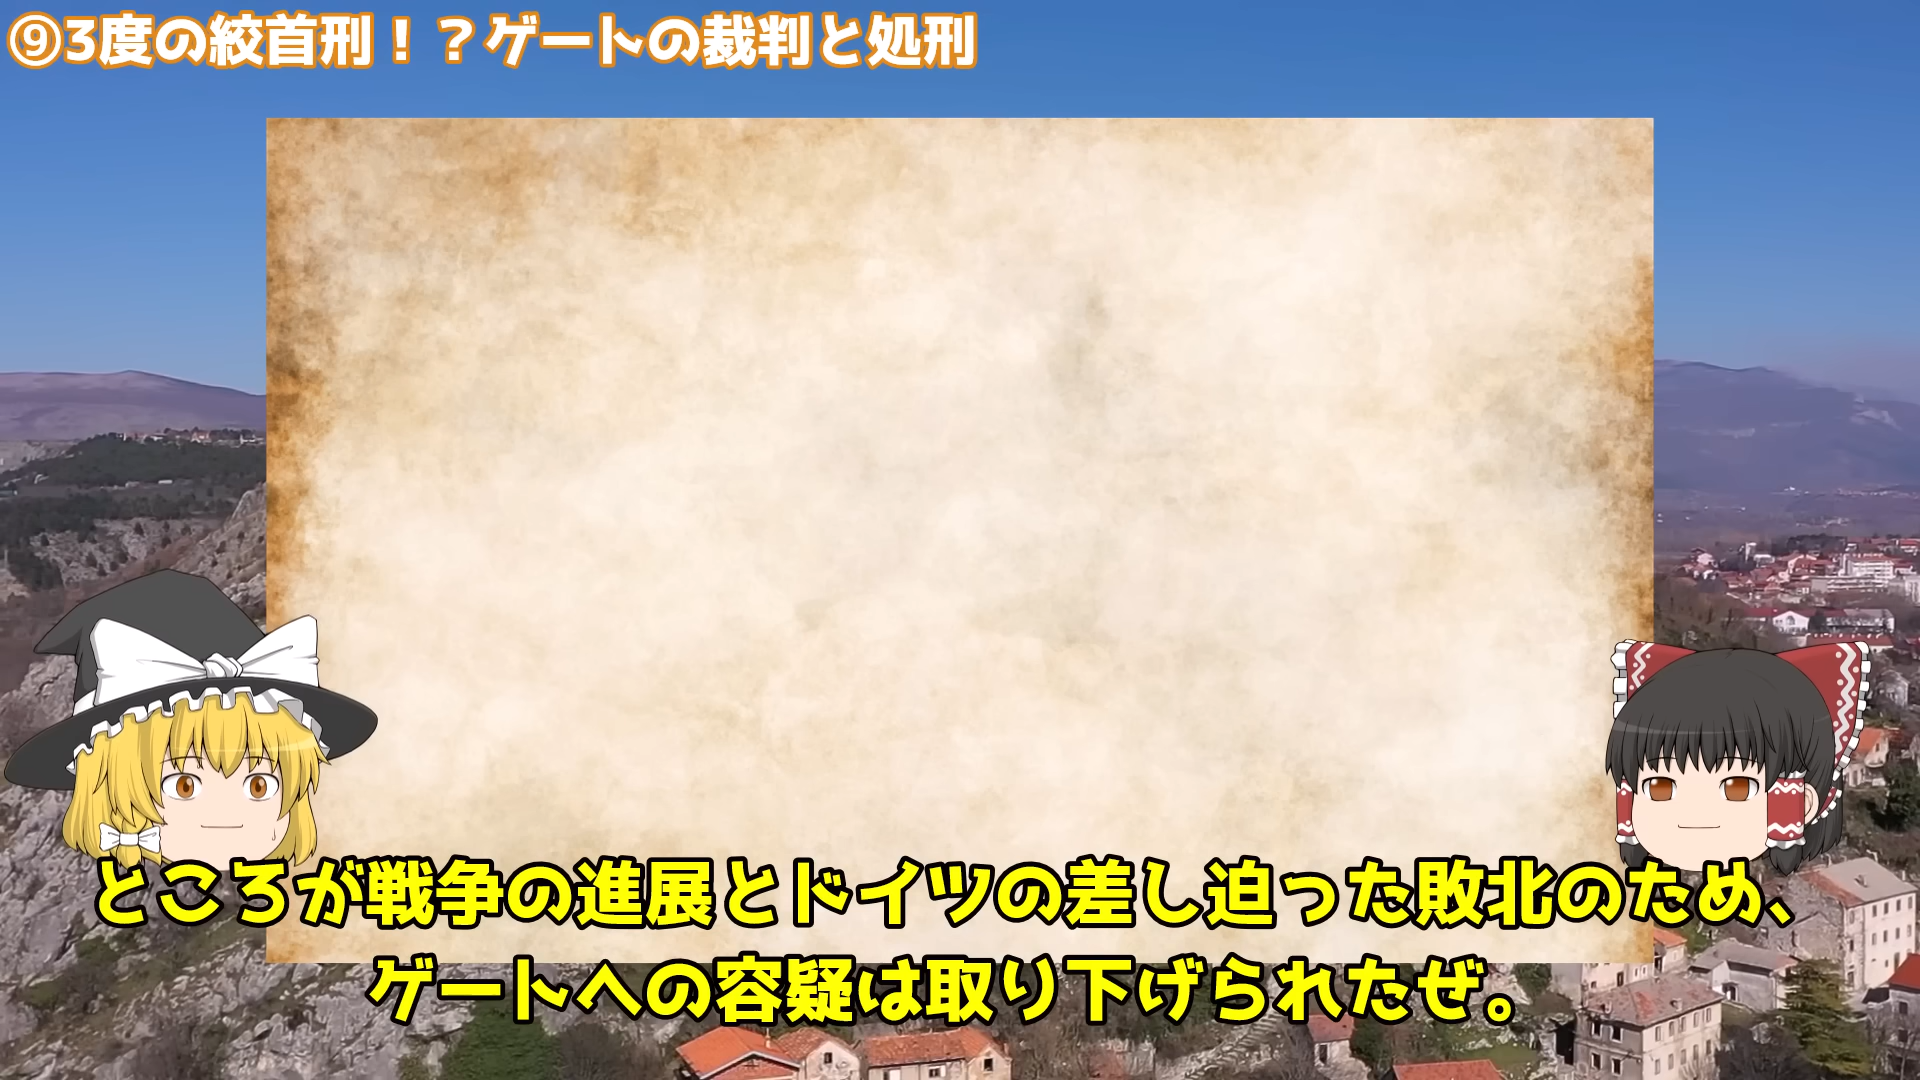 ⑨3度の絞首刑！？ゲートの裁判と処刑
ところが戦争の進展とドイツの差し迫った敗北のため、
ゲートへの容疑は取り下げられたぜ。